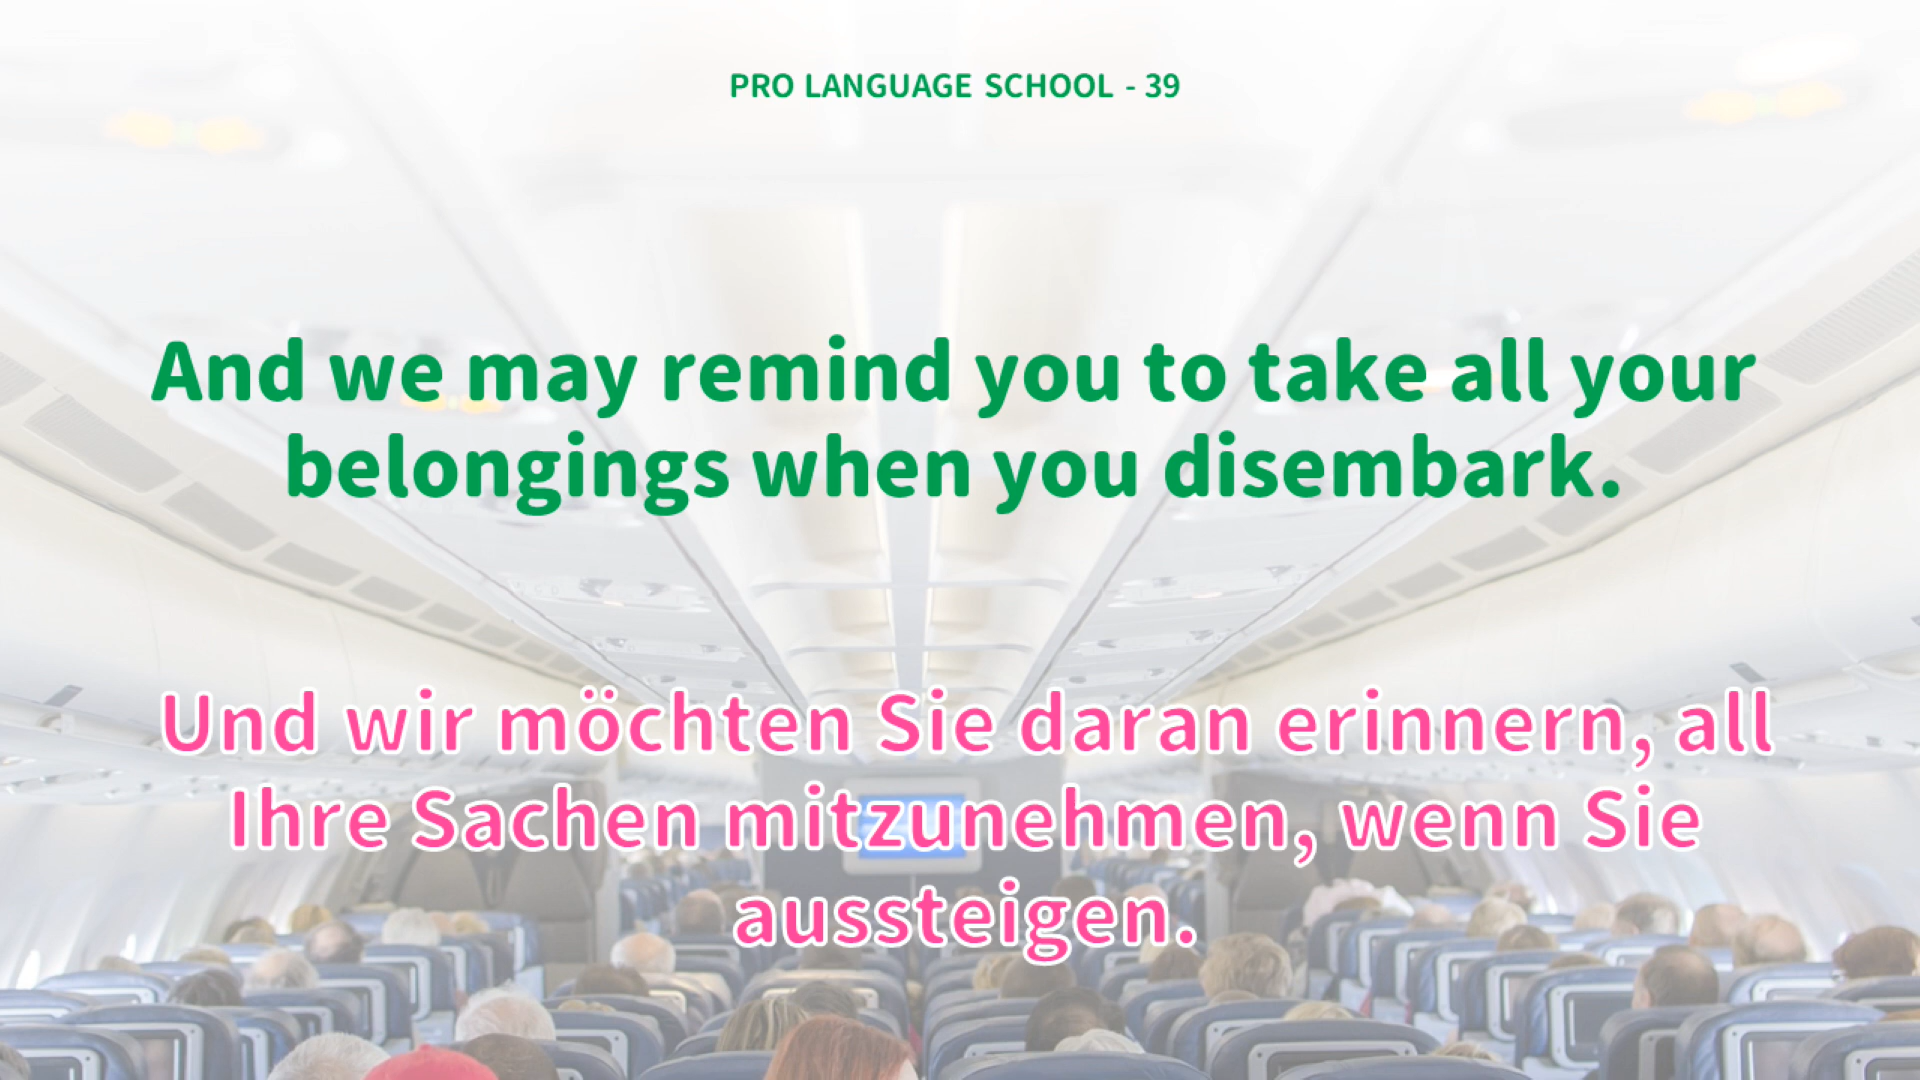 PRO LANGUAGE SCHOOL - 39
And we may remind you to take all your
belongings when you disembark.
Und wir möchten Sie daran erinnern, all
Ihre Sachen mitzunehmen, wenn Sie
aussteigen.